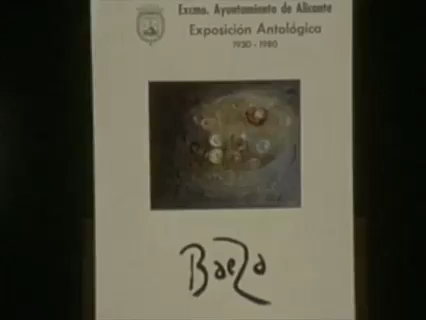 Excmo. Ayuntamiento de Alicante
Exposición Antológica
1930 - 1980
Baeza